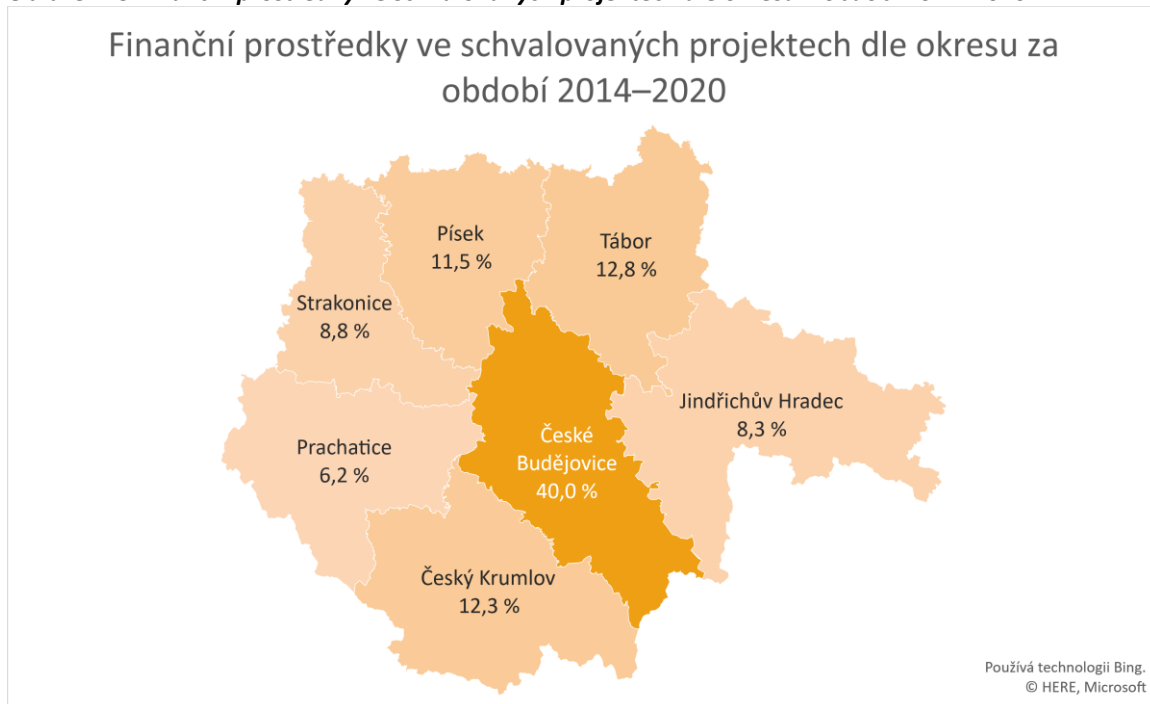 Finanční prostředky ve schvalovaných projektech dle okresu za
období 2014–2020
Písek
11,5 %
Tábor
12,8 %
Strakonice
8,8 %
Jindřichův Hradec
8,3 %
České
Budějovice
40,0 %
Prachatice
6,2 %
Český Krumlov
12,3 %
Používá technologii Bing.
© HERE, Microsoft